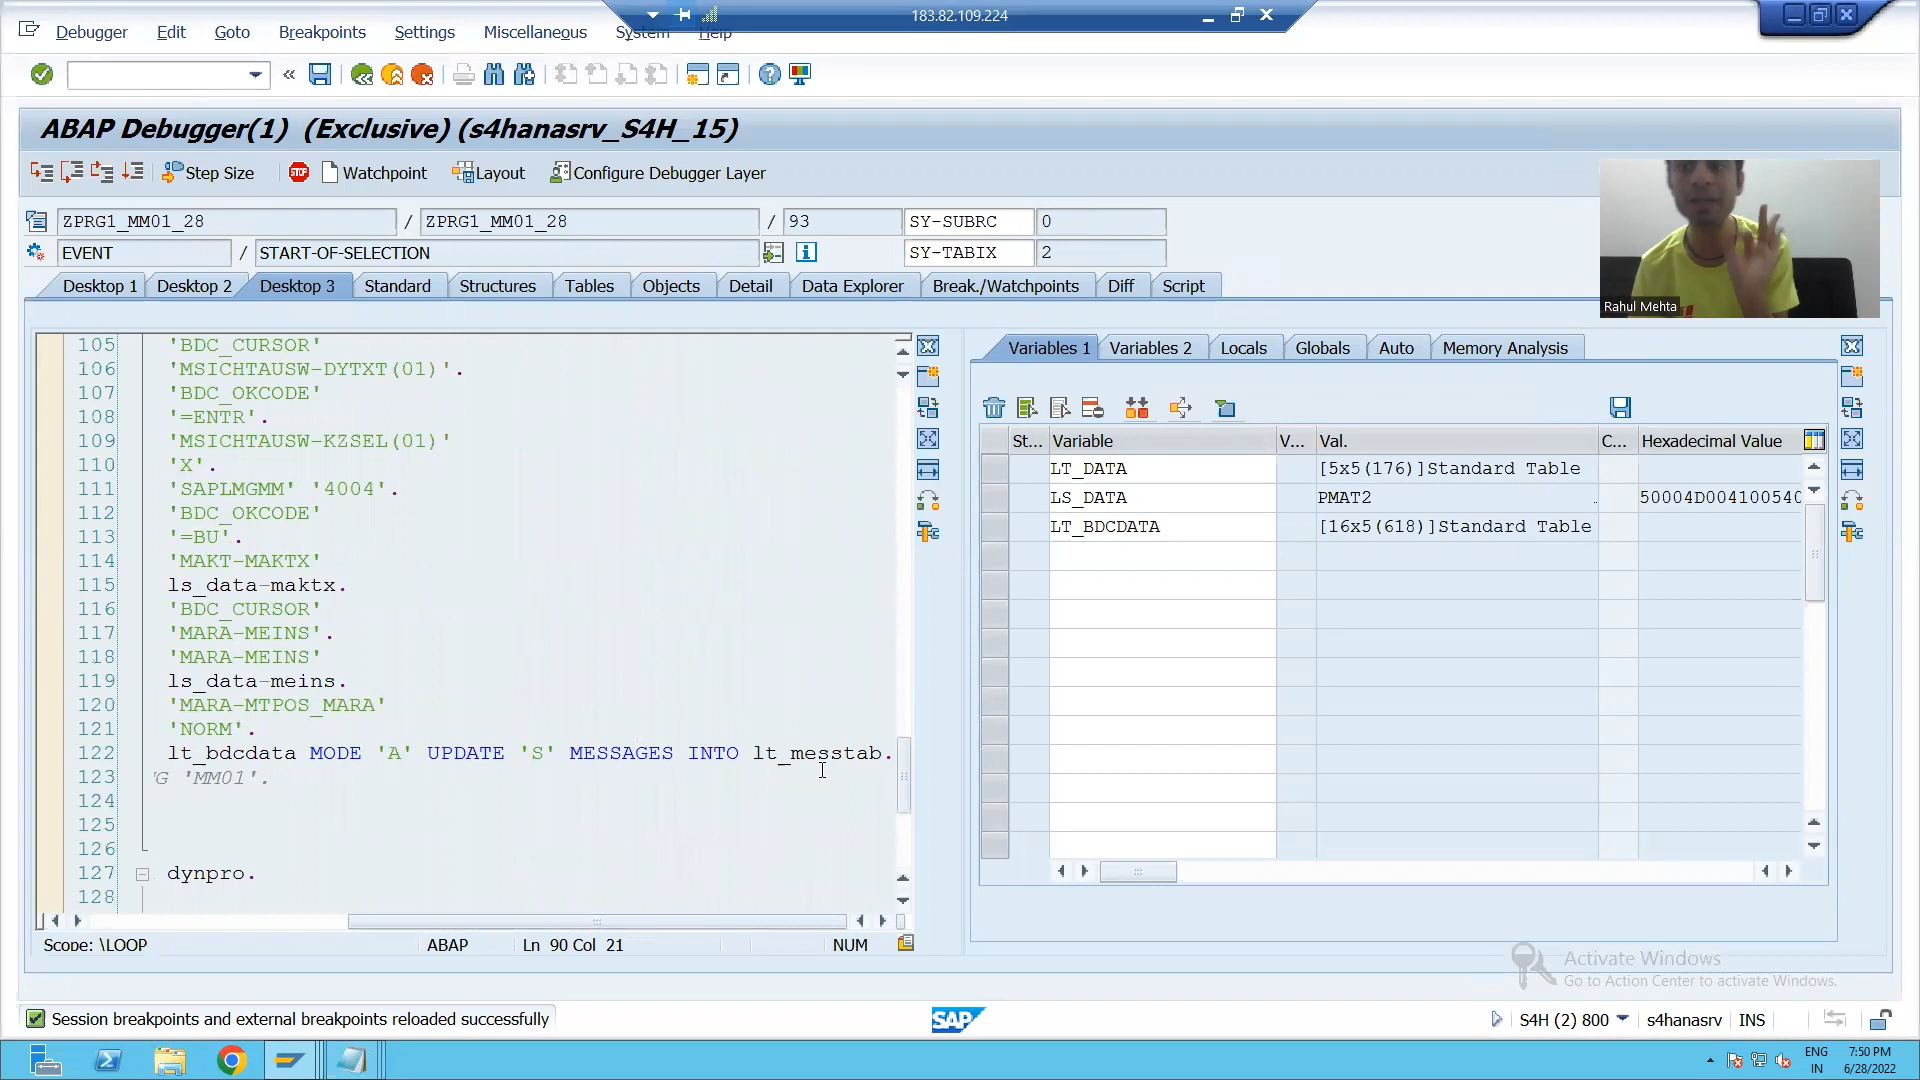 183.82.109.224
Debugger Edit Goto Breakpoints Settings Miscellaneous System Help
ABAP Debugger(1) (Exclusive) (s4hanasrv_S4H_15)
Step Size STOP Watchpoint Layout Configure Debugger Layer
ZPRG1_MM01_28 / ZPRG1_MM01_28 / 93 SY-SUBRC 0
EVENT / START-OF-SELECTION SY-TABIX 2
Rahul Mehta
Desktop 1 Desktop 2 Desktop 3 Standard Structures Tables Objects Detail Data Explorer Break./Watchpoints Diff Script
105 'BDC_CURSOR'
106 'MSICHTAUSW-DYTXT(01)'.
107 'BDC_OKCODE'
108 '=ENTR'.
109 'MSICHTAUSW-KZSEL(01)'
110 'X'.
111 'SAPLMGMM' '4004'.
112 'BDC_OKCODE'
113 '=BU'.
114 'MAKT-MAKTX'
115 ls_data-maktx.
116 'BDC_CURSOR'
117 'MARA-MEINS'.
118 'MARA-MEINS'
119 ls_data-meins.
120 'MARA-MTPOS_MARA'
121 'NORM'.
122 lt_bdcdata MODE 'A' UPDATE 'S' MESSAGES INTO lt_messtab.
123 G 'MM01'.
124
125
126
127 dynpro.
128
Scope: \LOOP ABAP Ln 90 Col 21 NUM
Variables 1 Variables 2 Locals Globals Auto Memory Analysis
St... Variable V... Val. C... Hexadecimal Value
LT_DATA [5x5(176)]Standard Table
LS_DATA PMAT2 50004D004100540
LT_BDCDATA [16x5(618)]Standard Table
Activate Windows
Go to Action Center to activate Windows.
Session breakpoints and external breakpoints reloaded successfully
SAP
S4H (2) 800 s4hanasrv INS
ENG
IN
7:50 PM
6/28/2022